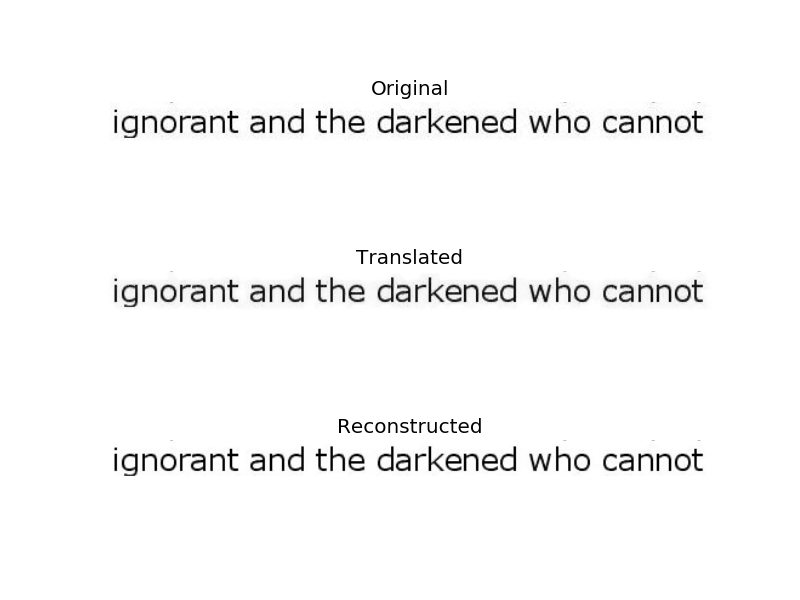 Original
ignorant and the darkened who cannot
Translated
ignorant and the darkened who cannot
Reconstructed
ignorant and the darkened who cannot